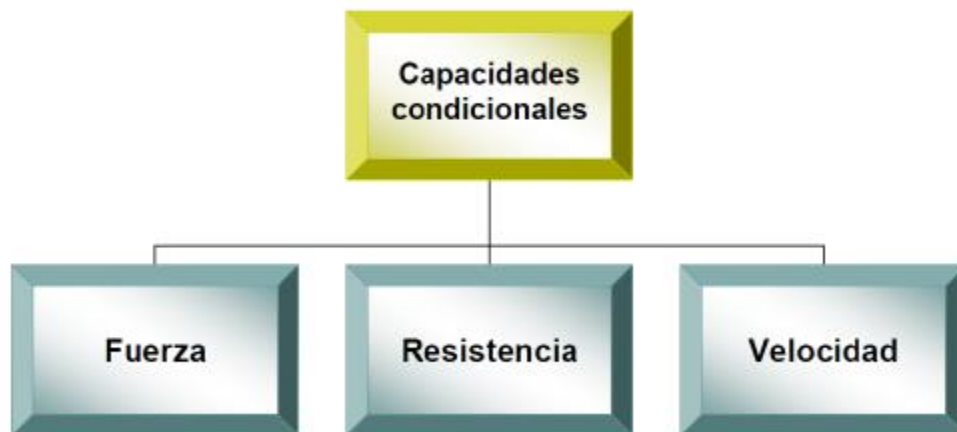 Capacidades
condicionales
Fuerza
Resistencia
Velocidad